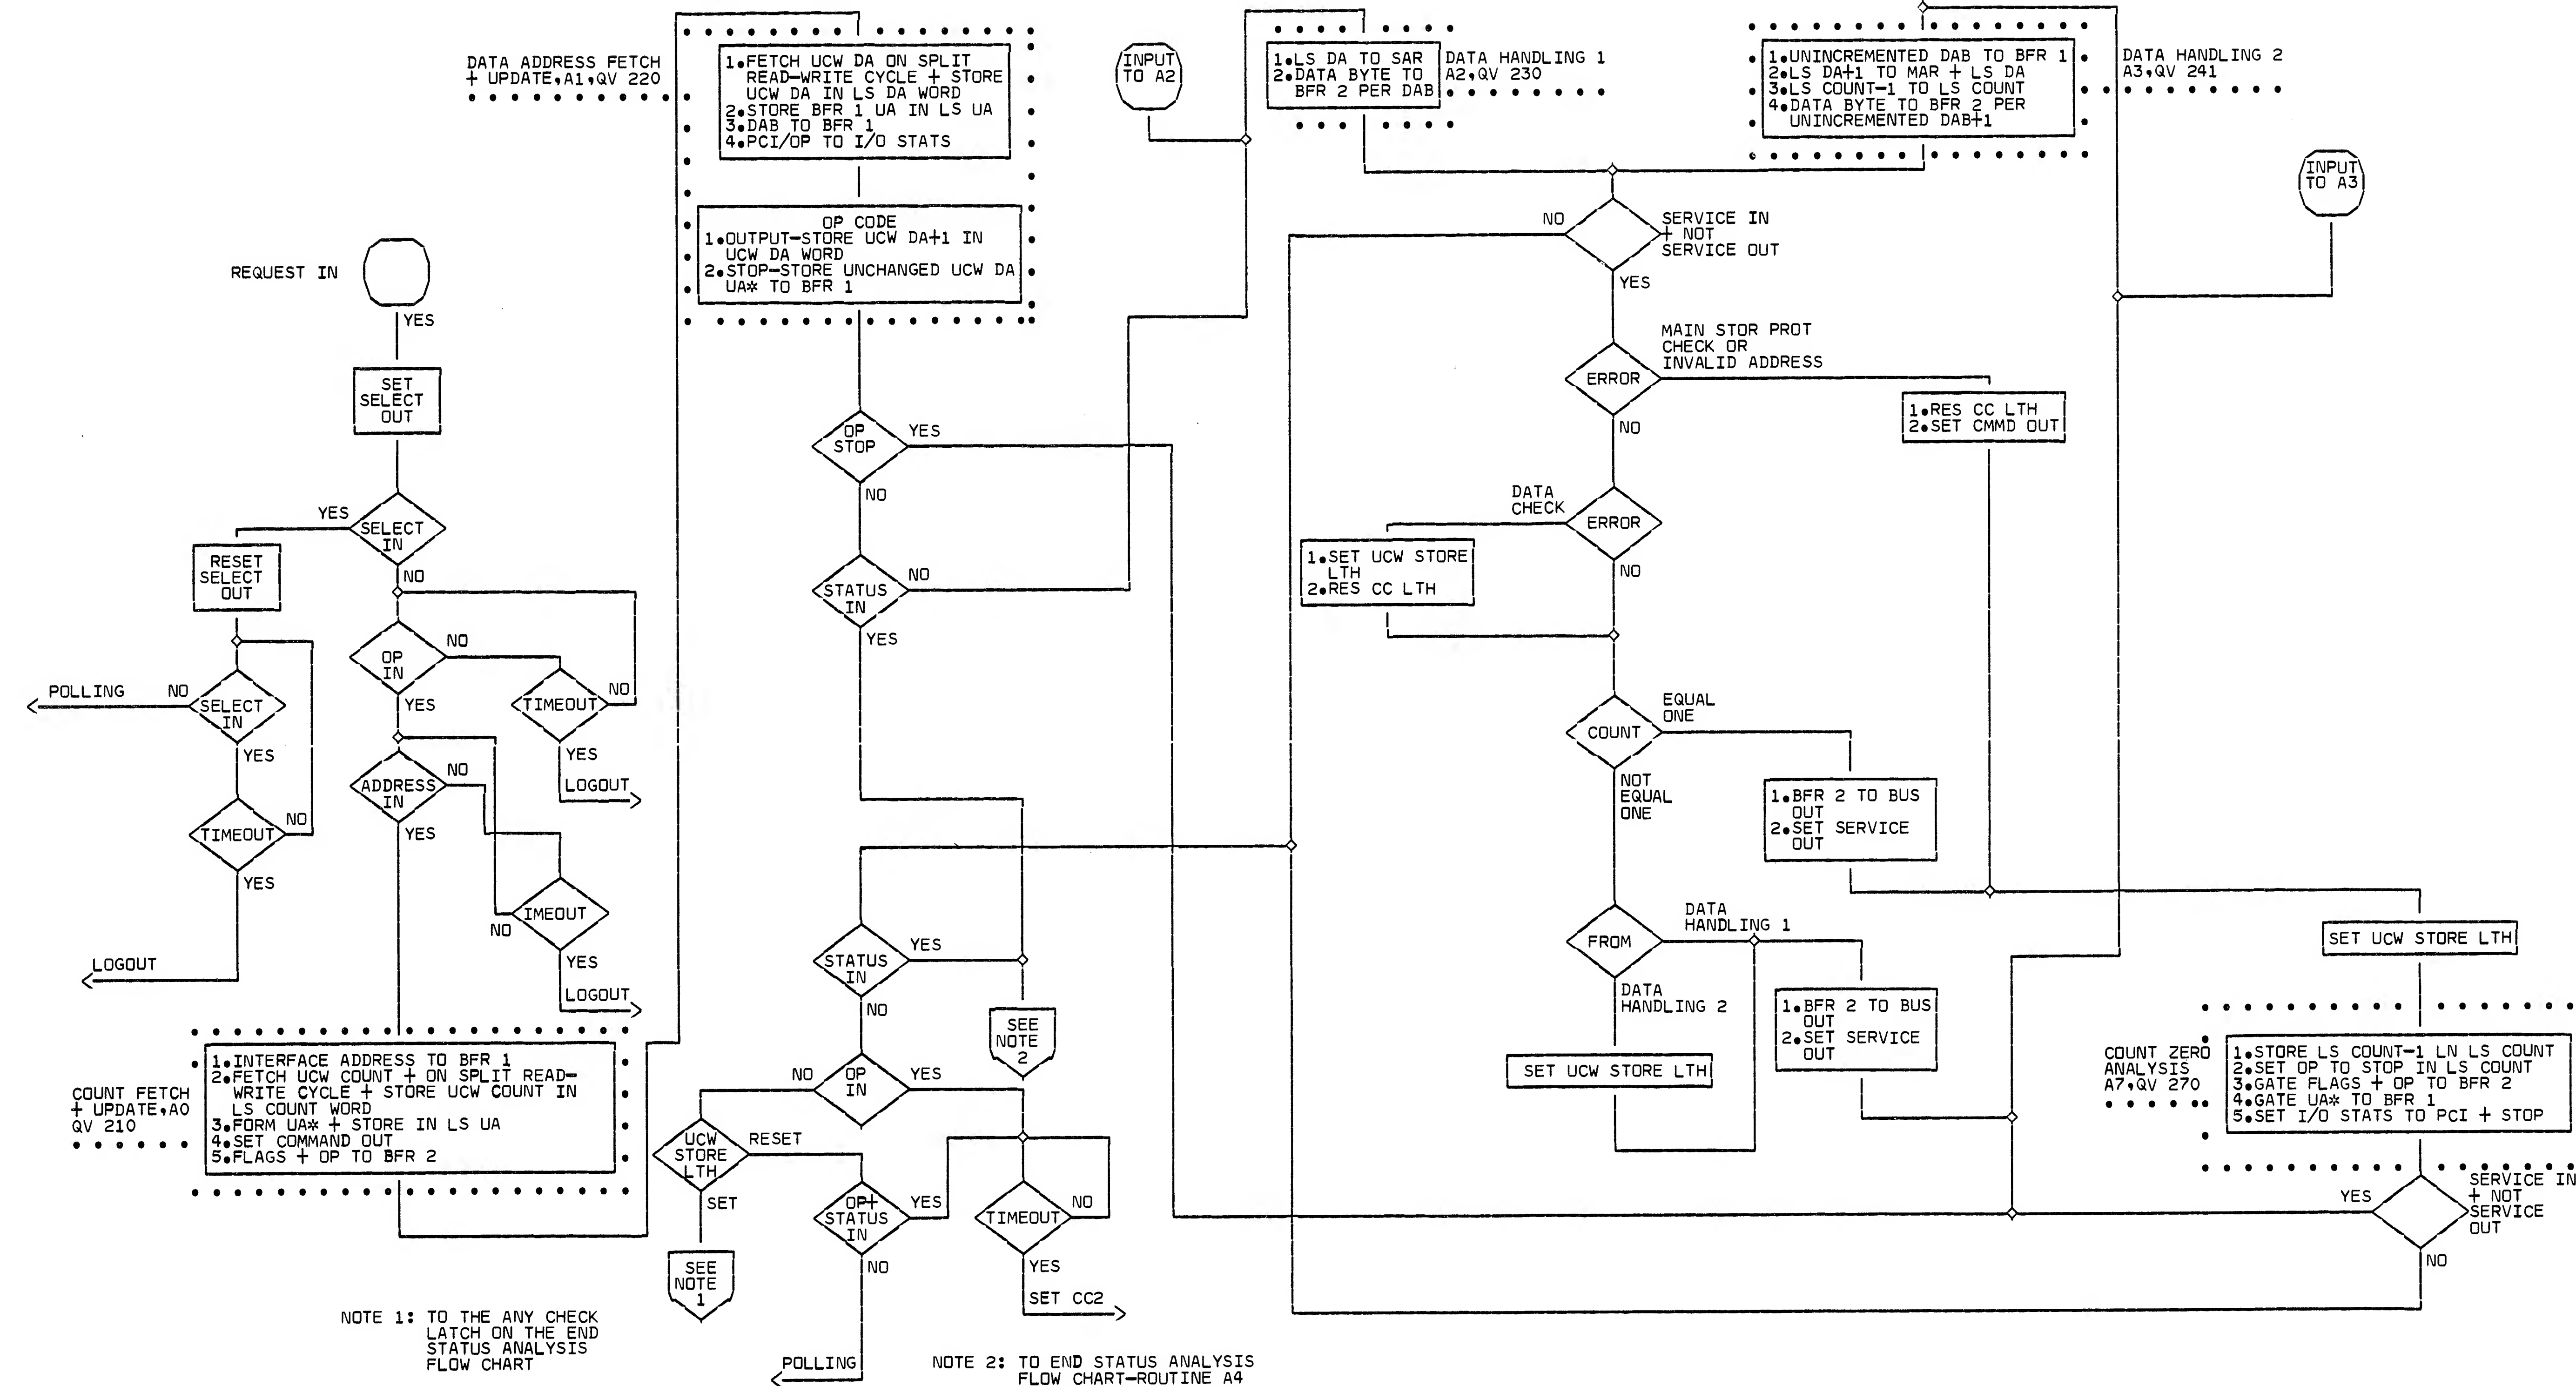 REQUEST IN
YES
SET
SELECT
OUT
SELECT
IN
YES
NO
RESET
SELECT
OUT
SELECT
IN
NO
POLLING
YES
TIMEOUT
NO
YES
LOGOUT
OP
IN
NO
YES
TIMEOUT
NO
YES
LOGOUT
ADDRESS
IN
NO
YES
IMEOUT
NO
YES
LOGOUT
COUNT FETCH
+ UPDATE,A0
QV 210
1.INTERFACE ADDRESS TO BFR 1
2.FETCH UCW COUNT + ON SPLIT READ-
WRITE CYCLE + STORE UCW COUNT IN
LS COUNT WORD
3.FORM UA* + STORE IN LS UA
4.SET COMMAND OUT
5.FLAGS + OP TO BFR 2
DATA ADDRESS FETCH
+ UPDATE,A1,QV 220
1.FETCH UCW DA ON SPLIT
READ-WRITE CYCLE + STORE
UCW DA IN LS DA WORD
2.STORE BFR 1 UA IN LS UA
3.DAB TO BFR 1
4.PCI/OP TO I/O STATS
OP CODE
1.OUTPUT-STORE UCW DA+1 IN
UCW DA WORD
2.STOP-STORE UNCHANGED UCW DA
UA* TO BFR 1
OP
STOP
YES
NO
STATUS
IN
NO
YES
STATUS
IN
YES
NO
SEE
NOTE
2
OP
IN
NO
YES
UCW
STORE
LTH
RESET
SET
SEE
NOTE
1
OP+
STATUS
IN
YES
NO
POLLING
TIMEOUT
NO
YES
SET CC2
NOTE 1: TO THE ANY CHECK
LATCH ON THE END
STATUS ANALYSIS
FLOW CHART
NOTE 2: TO END STATUS ANALYSIS
FLOW CHART-ROUTINE A4
INPUT
TO A2
1.LS DA TO SAR
2.DATA BYTE TO
BFR 2 PER DAB
DATA HANDLING 1
A2,QV 230
1.UNINCREMENTED DAB TO BFR 1
2.LS DA+1 TO MAR + LS DA
3.LS COUNT-1 TO LS COUNT
4.DATA BYTE TO BFR 2 PER
UNINCREMENTED DAB+1
DATA HANDLING 2
A3,QV 241
INPUT
TO A3
NO
SERVICE IN
+ NOT
SERVICE OUT
YES
ERROR
MAIN STOR PROT
CHECK OR
INVALID ADDRESS
1.RES CC LTH
2.SET CMMD OUT
NO
ERROR
DATA
CHECK
1.SET UCW STORE
LTH
2.RES CC LTH
NO
COUNT
EQUAL
ONE
NOT
EQUAL
ONE
1.BFR 2 TO BUS
OUT
2.SET SERVICE
OUT
FROM
DATA
HANDLING 1
DATA
HANDLING 2
1.BFR 2 TO BUS
OUT
2.SET SERVICE
OUT
SET UCW STORE LTH
SET UCW STORE LTH
COUNT ZERO
ANALYSIS
A7,QV 270
1.STORE LS COUNT-1 LN LS COUNT
2.SET OP TO STOP IN LS COUNT
3.GATE FLAGS + OP TO BFR 2
4.GATE UA* TO BFR 1
5.SET I/O STATS TO PCI + STOP
YES
SERVICE IN
+ NOT
SERVICE
OUT
NO